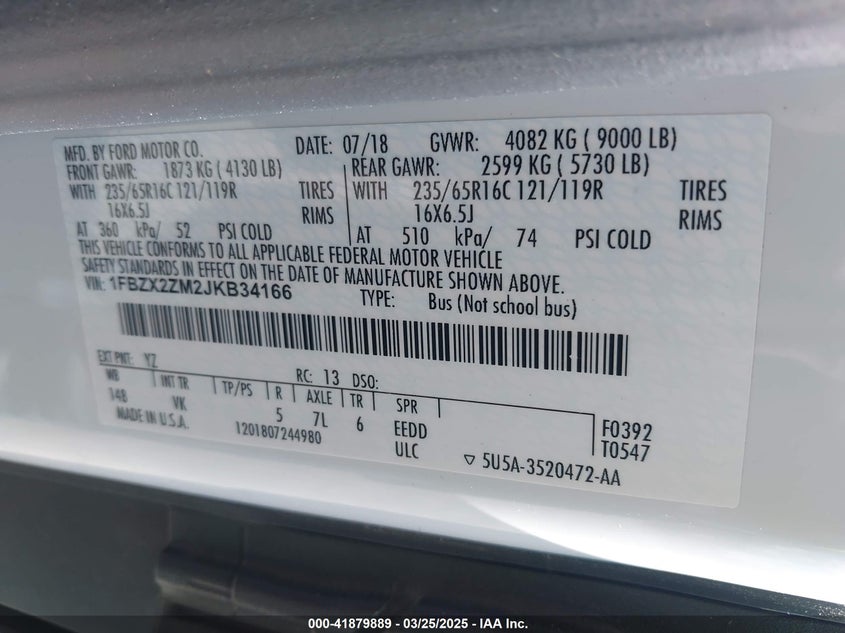 MFD. BY FORD MOTOR CO. DATE: 07/18 GVWR: 4082 KG ( 9000 LB)
FRONT GAWR: 1873 KG ( 4130 LB) REAR GAWR: 2599 KG ( 5730 LB)
WITH 235/65R16C 121/119R TIRES WITH 235/65R16C 121/119R TIRES
16X6.5J RIMS 16X6.5J RIMS
AT 360 kPa/ 52 PSI COLD AT 510 kPa/ 74 PSI COLD
THIS VEHICLE CONFORMS TO ALL APPLICABLE FEDERAL MOTOR VEHICLE
SAFETY STANDARDS IN EFFECT ON THE DATE OF MANUFACTURE SHOWN ABOVE.
VIN: 1FBZX2ZM2JKB34166 TYPE: Bus (Not school bus)
EXT PNT: YZ RC: 13 DSO:
WB INT TR TP/PS R AXLE TR SPR
148 VK 5 7L 6 EEDD F0392
MADE IN U.S.A. 1201807244980 ULC T0547
▽ 5U5A-3520472-AA
000-41879889 / 03/25/2025 / IAA Inc.